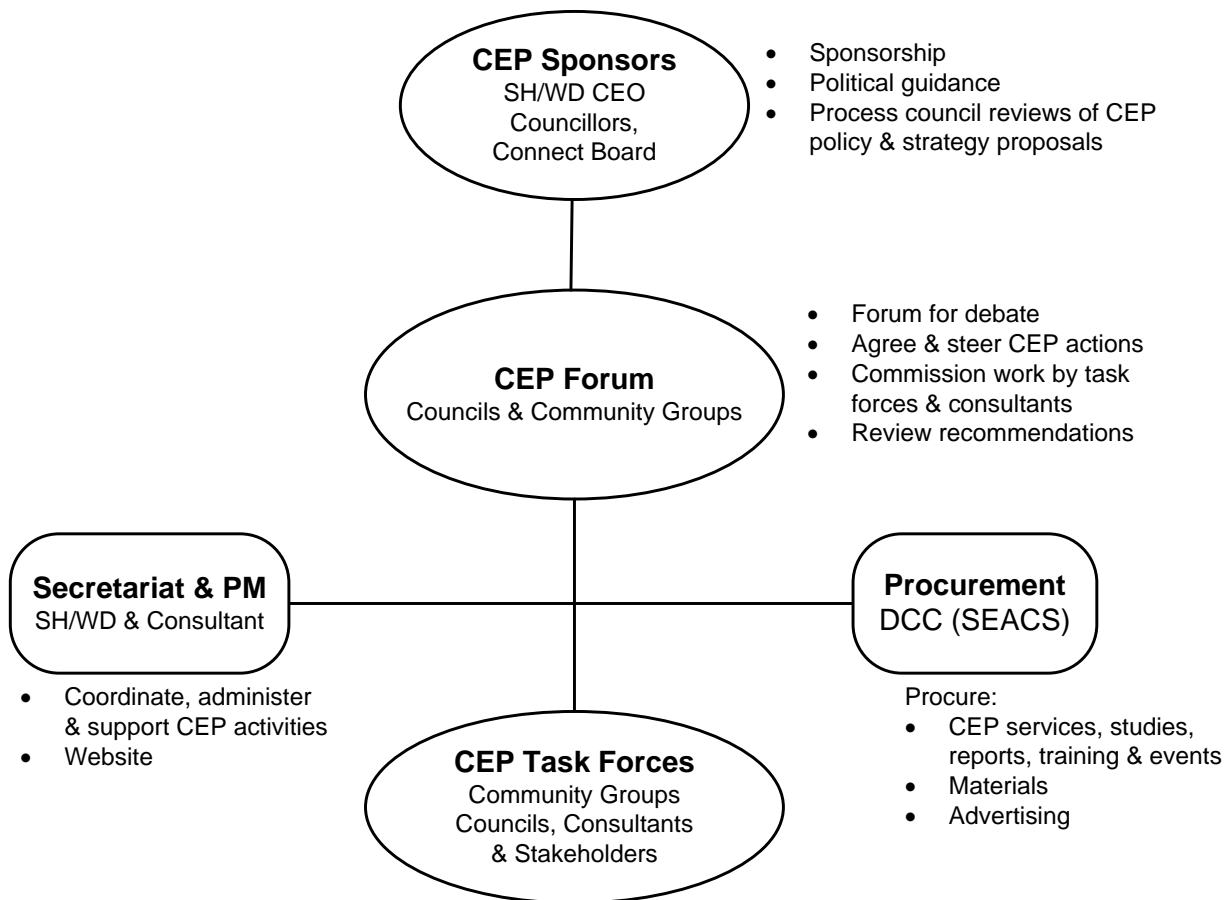 CEP Sponsors
SH/WD CEO
Councillors,
Connect Board
• Sponsorship
• Political guidance
• Process council reviews of CEP
policy & strategy proposals
CEP Forum
Councils & Community Groups
• Forum for debate
• Agree & steer CEP actions
• Commission work by task
forces & consultants
• Review recommendations
Secretariat & PM
SH/WD & Consultant
• Coordinate, administer
& support CEP activities
• Website
Procurement
DCC (SEACS)
Procure:
• CEP services, studies,
reports, training & events
• Materials
• Advertising
CEP Task Forces
Community Groups
Councils, Consultants
& Stakeholders